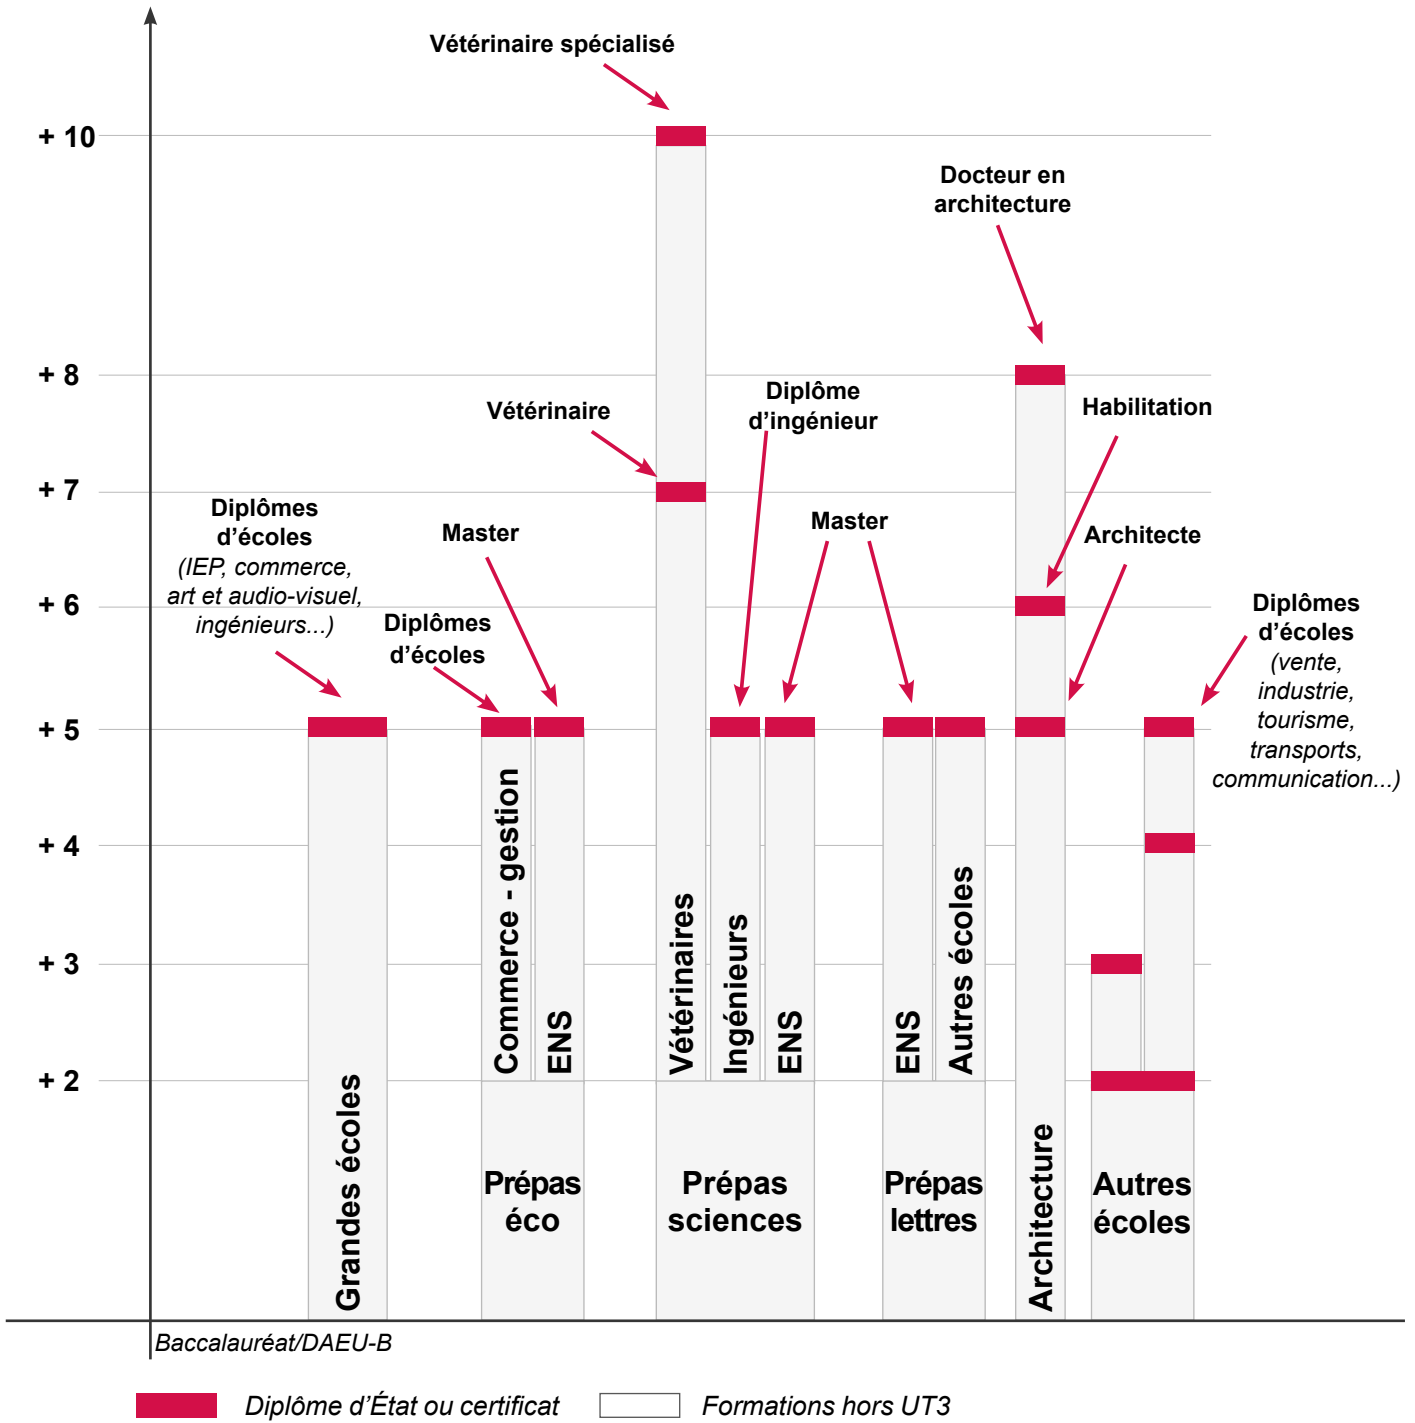 Vétérinaire spécialisé
+ 10
Docteur en
architecture
+ 8
Diplôme
d'ingénieur
Vétérinaire
Habilitation
+ 7
Diplômes
d'écoles
(IEP, commerce,
art et audio-visuel,
ingénieurs...)
Master
Master
Architecte
+ 6
Diplômes
d'écoles
Diplômes
d'écoles
(vente,
industrie,
tourisme,
transports,
communication...)
+ 5
+ 4
+ 3
+ 2
Grandes écoles
Commerce - gestion
ENS
Vétérinaires
Ingénieurs
ENS
ENS
Autres écoles
Architecture
Prépas
éco
Prépas
sciences
Prépas
lettres
Autres
écoles
Baccalauréat/DAEU-B
Diplôme d'État ou certificat
Formations hors UT3